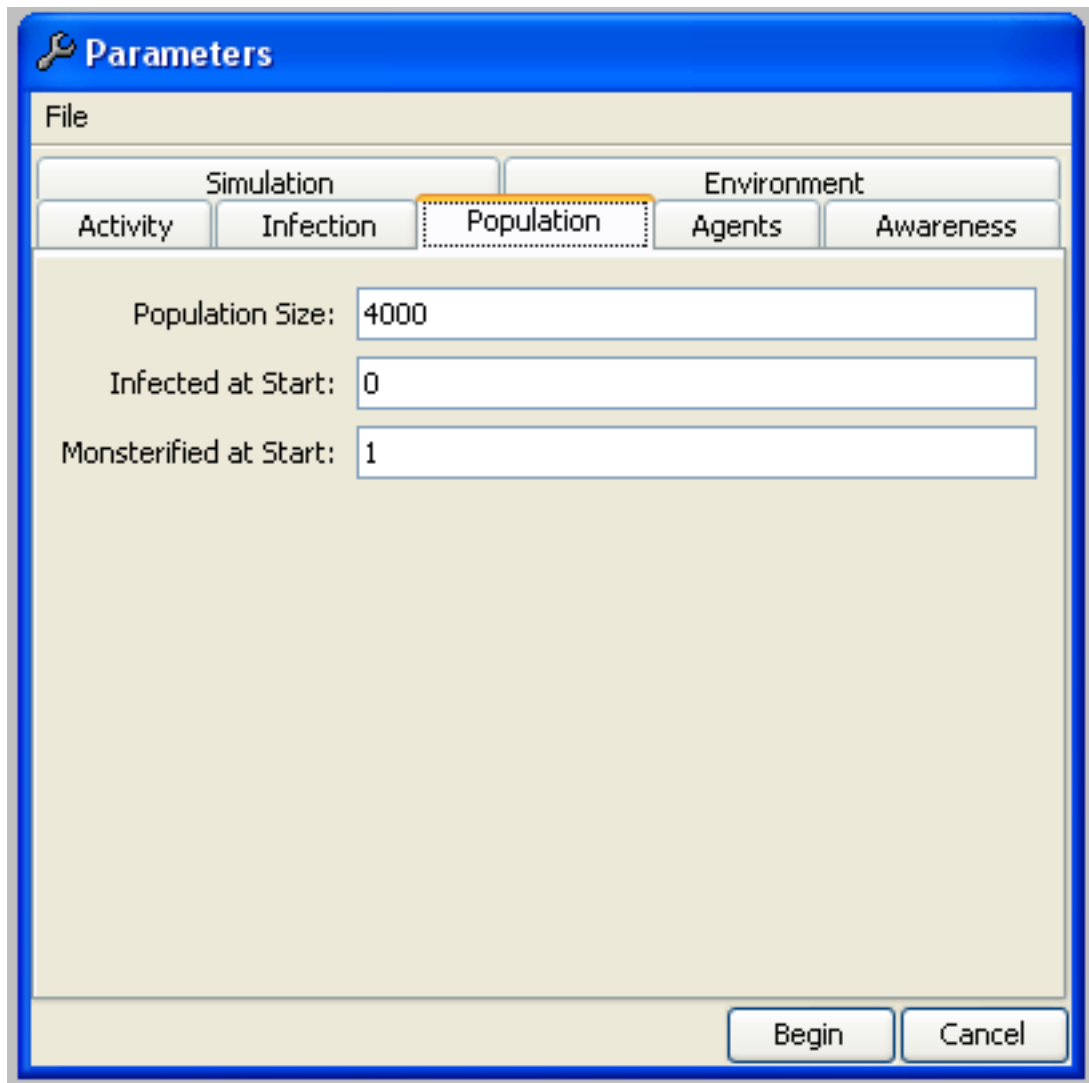 Parameters
File
Simulation Environment
Activity Infection Population Agents Awareness
Population Size: 4000
Infected at Start: 0
Monsterified at Start: 1
Begin Cancel